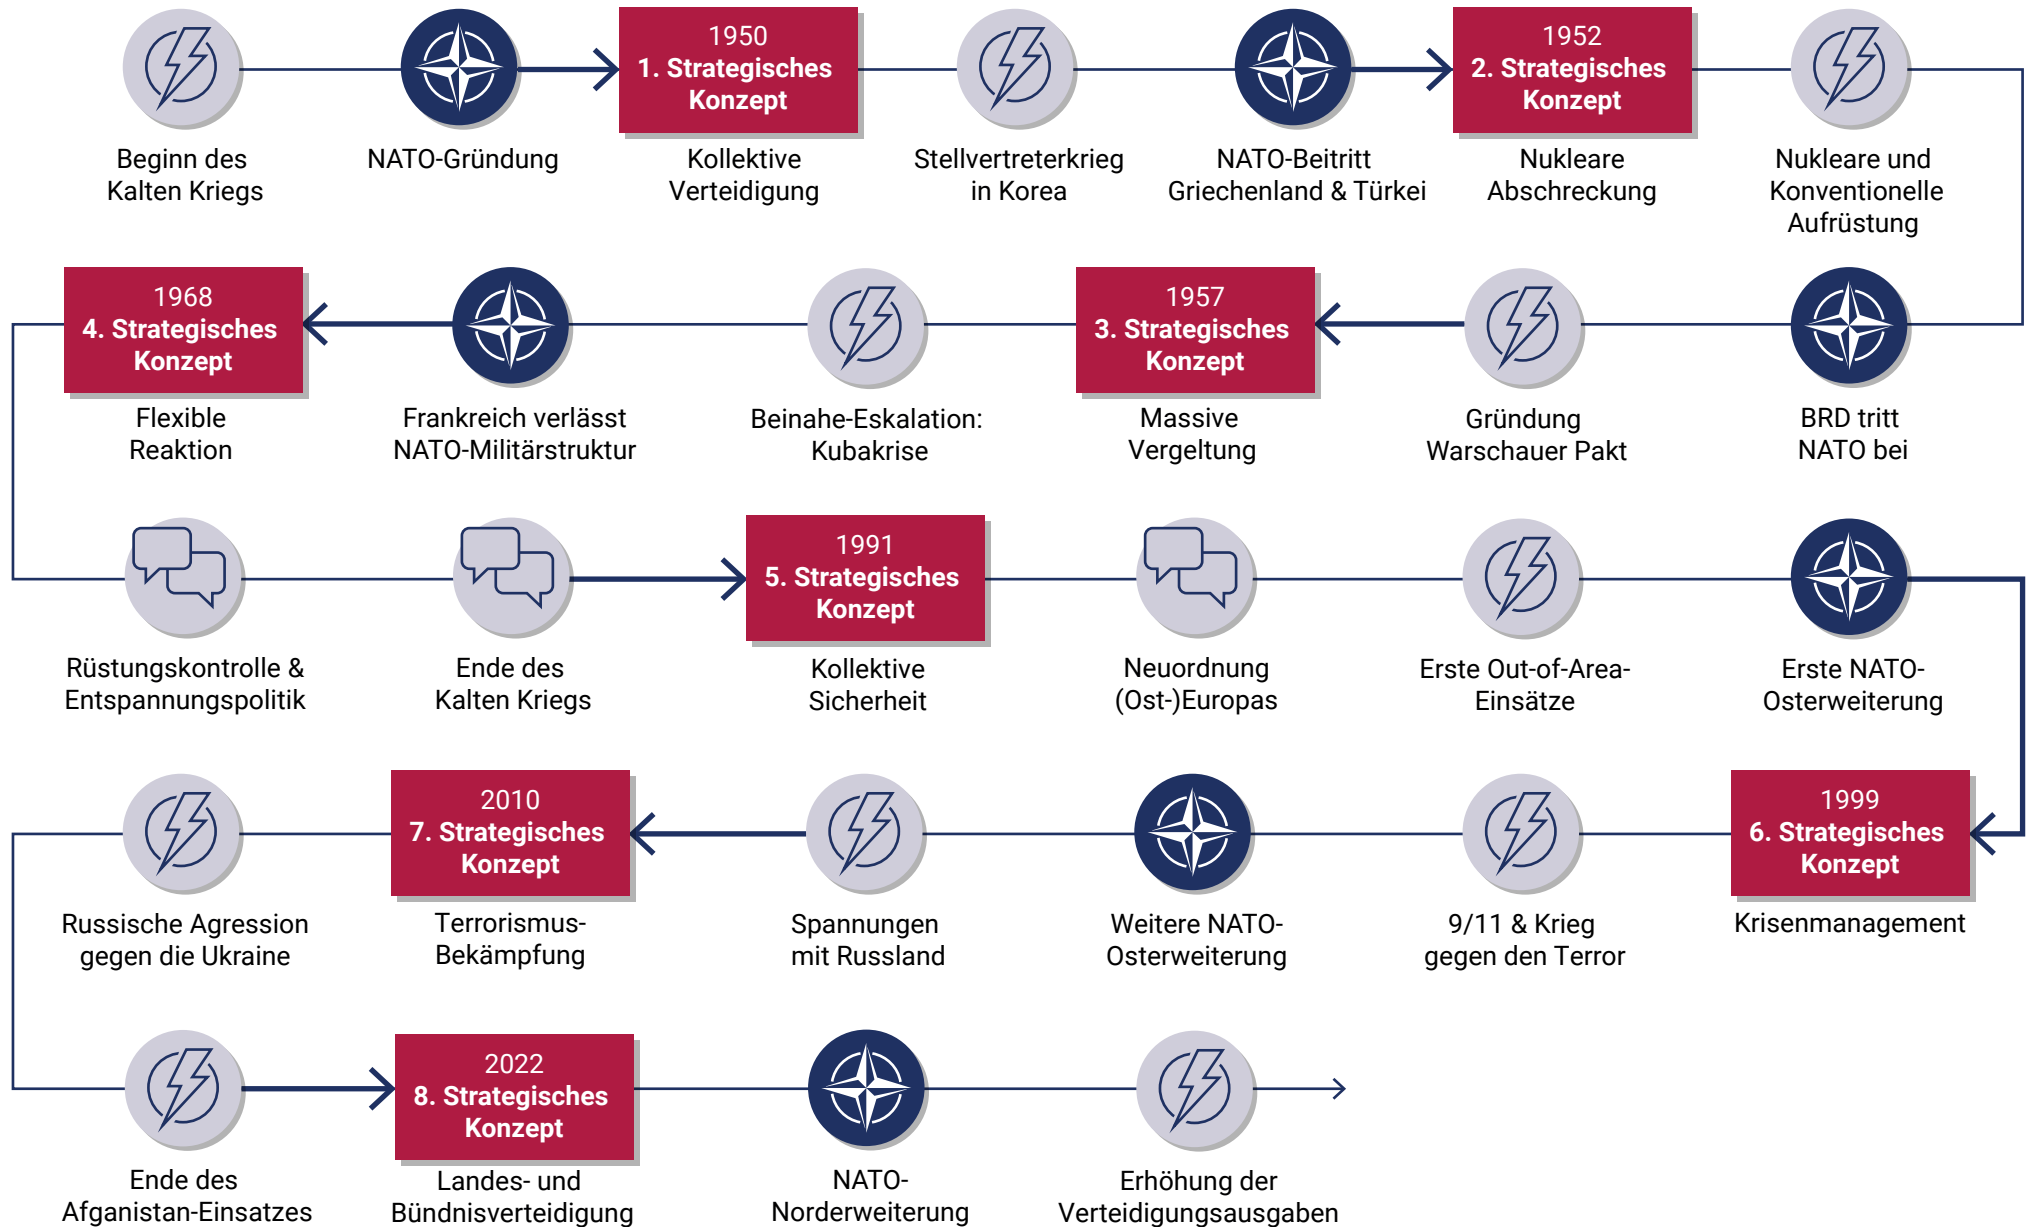 Beginn des
Kalten Kriegs
NATO-Gründung
1950
1. Strategisches
Konzept
Kollektive
Verteidigung
Stellvertreterkrieg
in Korea
NATO-Beitritt
Griechenland & Türkei
1952
2. Strategisches
Konzept
Nukleare
Abschreckung
Nukleare und
Konventionelle
Aufrüstung
BRD tritt
NATO bei
Gründung
Warschauer Pakt
1957
3. Strategisches
Konzept
Massive
Vergeltung
Beinahe-Eskalation:
Kubakrise
Frankreich verlässt
NATO-Militärstruktur
1968
4. Strategisches
Konzept
Flexible
Reaktion
Rüstungskontrolle &
Entspannungspolitik
Ende des
Kalten Kriegs
1991
5. Strategisches
Konzept
Kollektive
Sicherheit
Neuordnung
(Ost-)Europas
Erste Out-of-Area-
Einsätze
Erste NATO-
Osterweiterung
1999
6. Strategisches
Konzept
Krisenmanagement
9/11 & Krieg
gegen den Terror
Weitere NATO-
Osterweiterung
Spannungen
mit Russland
2010
7. Strategisches
Konzept
Terrorismus-
Bekämpfung
Russische Agression
gegen die Ukraine
Ende des
Afganistan-Einsatzes
2022
8. Strategisches
Konzept
Landes- und
Bündnisverteidigung
NATO-
Norderweiterung
Erhöhung der
Verteidigungsausgaben